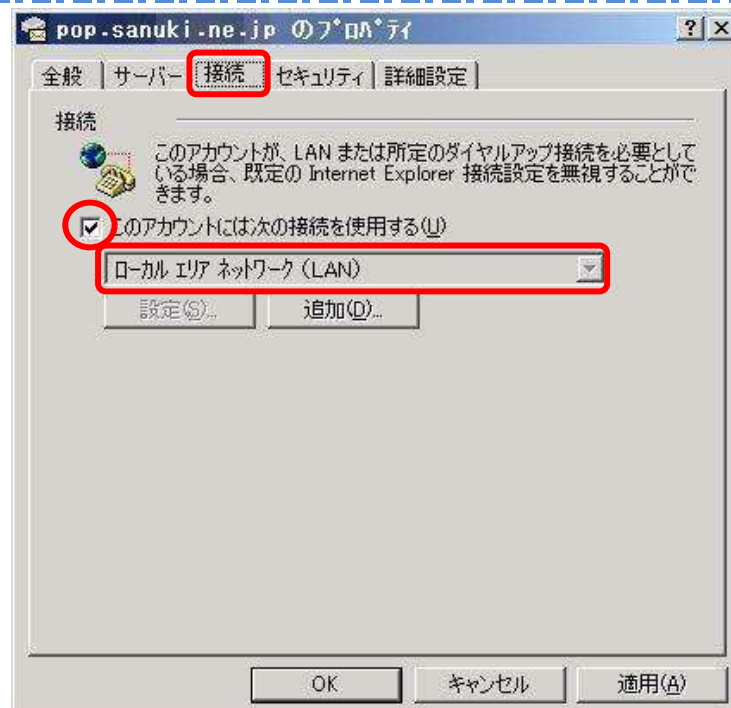 pop.sanuki.ne.jp のプロパティ
全般 サーバー 接続 セキュリティ 詳細設定
接続
このアカウントが、LAN または所定のダイヤルアップ接続を必要として
いる場合、既定の Internet Explorer 接続設定を無視することがで
きます。
このアカウントには次の接続を使用する(U)
ローカル エリア ネットワーク (LAN)
設定(S)... 追加(D)...
OK キャンセル 適用(A)